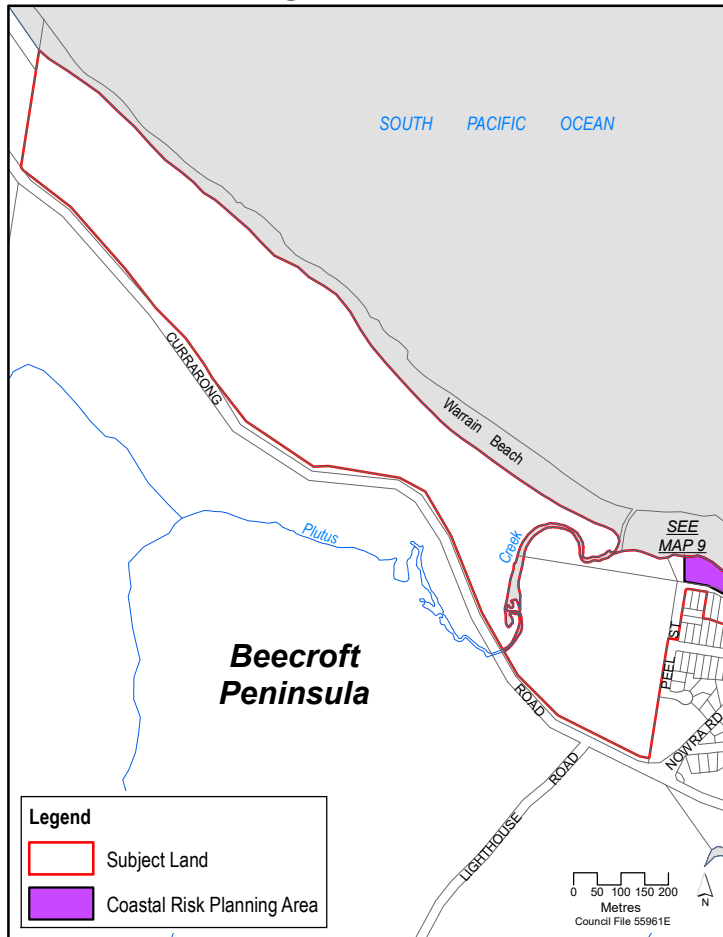 SOUTH PACIFIC OCEAN
CURRARONG
Warrain Beach
SEE
MAP 9
Plutus
Creek
Beecroft
Peninsula
PEEL ST
ROAD
NOWRA RD
LIGHTHOUSE ROAD
Legend
Subject Land
Coastal Risk Planning Area
0 50 100 150 200
Metres
Council File 55961E
N